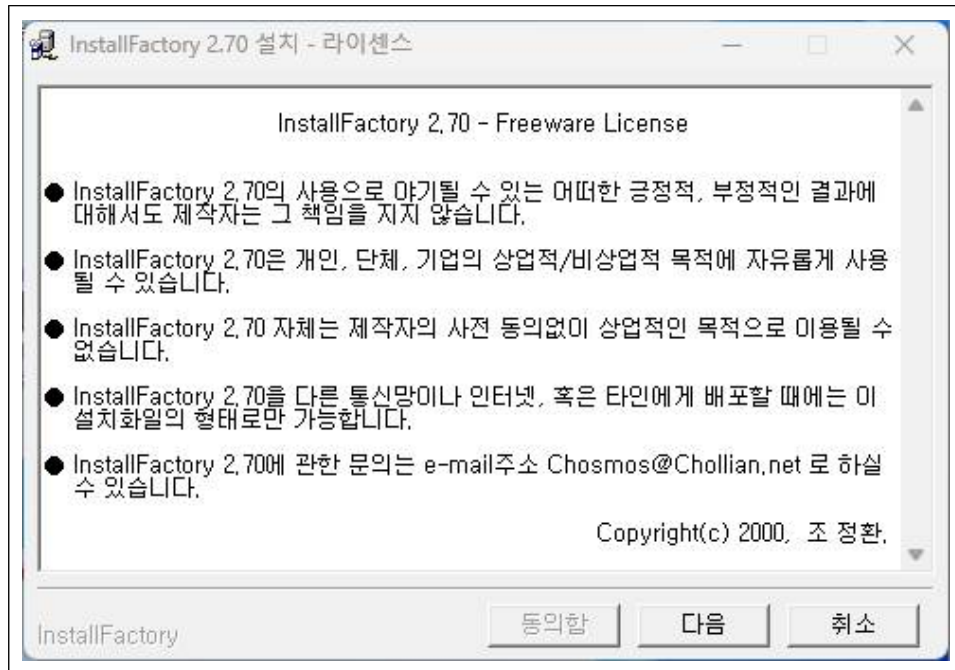 InstallFactory 2.70 설치 - 라이센스
InstallFactory 2.70 - Freeware License
● InstallFactory 2.70의 사용으로 야기될 수 있는 어떠한 긍정적, 부정적인 결과에
대해서도 제작자는 그 책임을 지지 않습니다.
● InstallFactory 2.70은 개인, 단체, 기업의 상업적/비상업적 목적에 자유롭게 사용
될 수 있습니다.
● InstallFactory 2.70 자체는 제작자의 사전 동의없이 상업적인 목적으로 이용될 수
없습니다.
● InstallFactory 2.70을 다른 통신망이나 인터넷, 혹은 타인에게 배포할 때에는 이
설치화일의 형태로만 가능합니다.
● InstallFactory 2.70에 관한 문의는 e-mail주소 Chosmos@Chollian.net 로 하실
수 있습니다.
Copyright(c) 2000, 조 정환.
InstallFactory
동의함 다음 취소